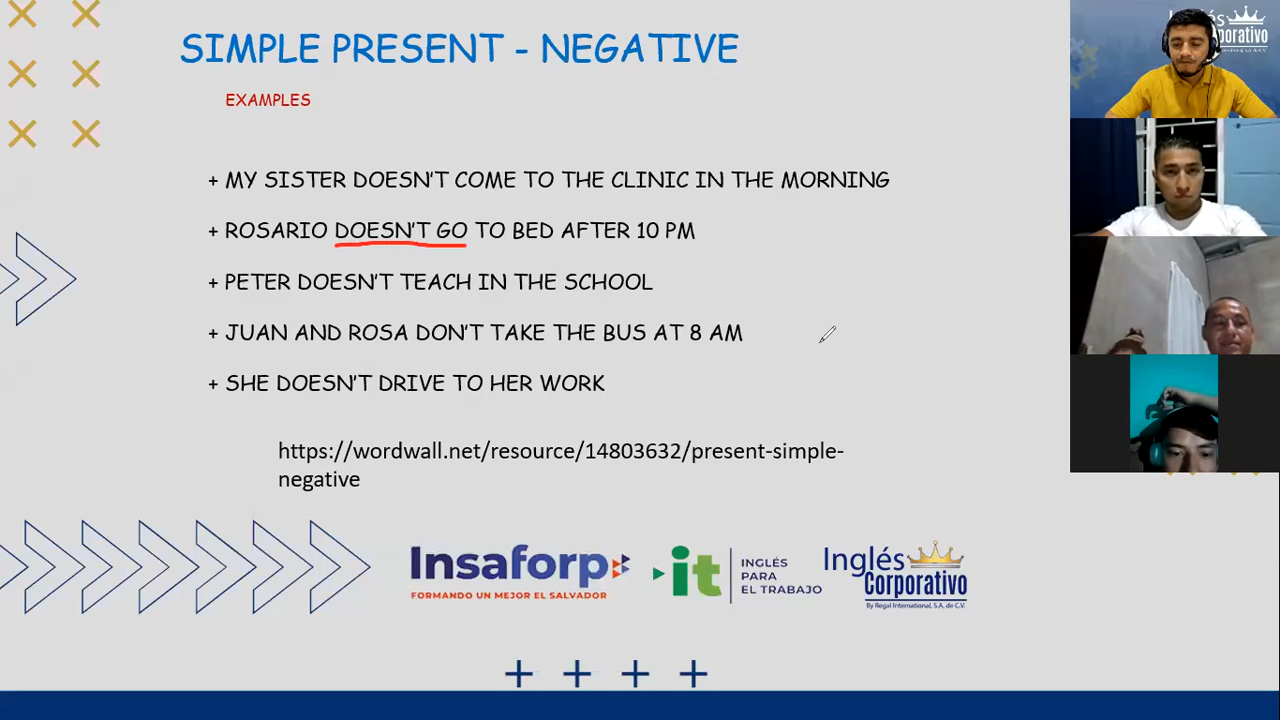 SIMPLE PRESENT - NEGATIVE
EXAMPLES
+ MY SISTER DOESN'T COME TO THE CLINIC IN THE MORNING
+ ROSARIO DOESN'T GO TO BED AFTER 10 PM
+ PETER DOESN'T TEACH IN THE SCHOOL
+ JUAN AND ROSA DON'T TAKE THE BUS AT 8 AM
+ SHE DOESN'T DRIVE TO HER WORK
https://wordwall.net/resource/14803632/present-simple-
negative
Insaforp
FORMANDO UN MEJOR EL SALVADOR
it
INGLÉS
PARA
EL TRABAJO
Inglés
Corporativo
By Regal International, S.A. de C.V.